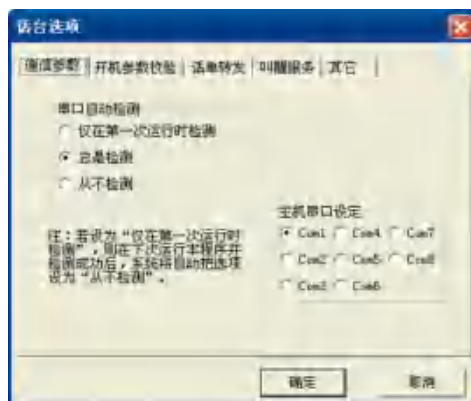 话台选项
通信参数 开机参数校验 话单转发 叫醒服务 其它
串口自动检测
仅在第一次运行时检测
总是检测
从不检测
主机串口设定
注：若设为“仅在第一次运行时
检测”，则在下次运行本程序并
检测成功后，系统将自动把选项
设为“从不检测”。
Com1 Com4 Com7
Com2 Com5 Com8
Com3 Com6
确定 取消